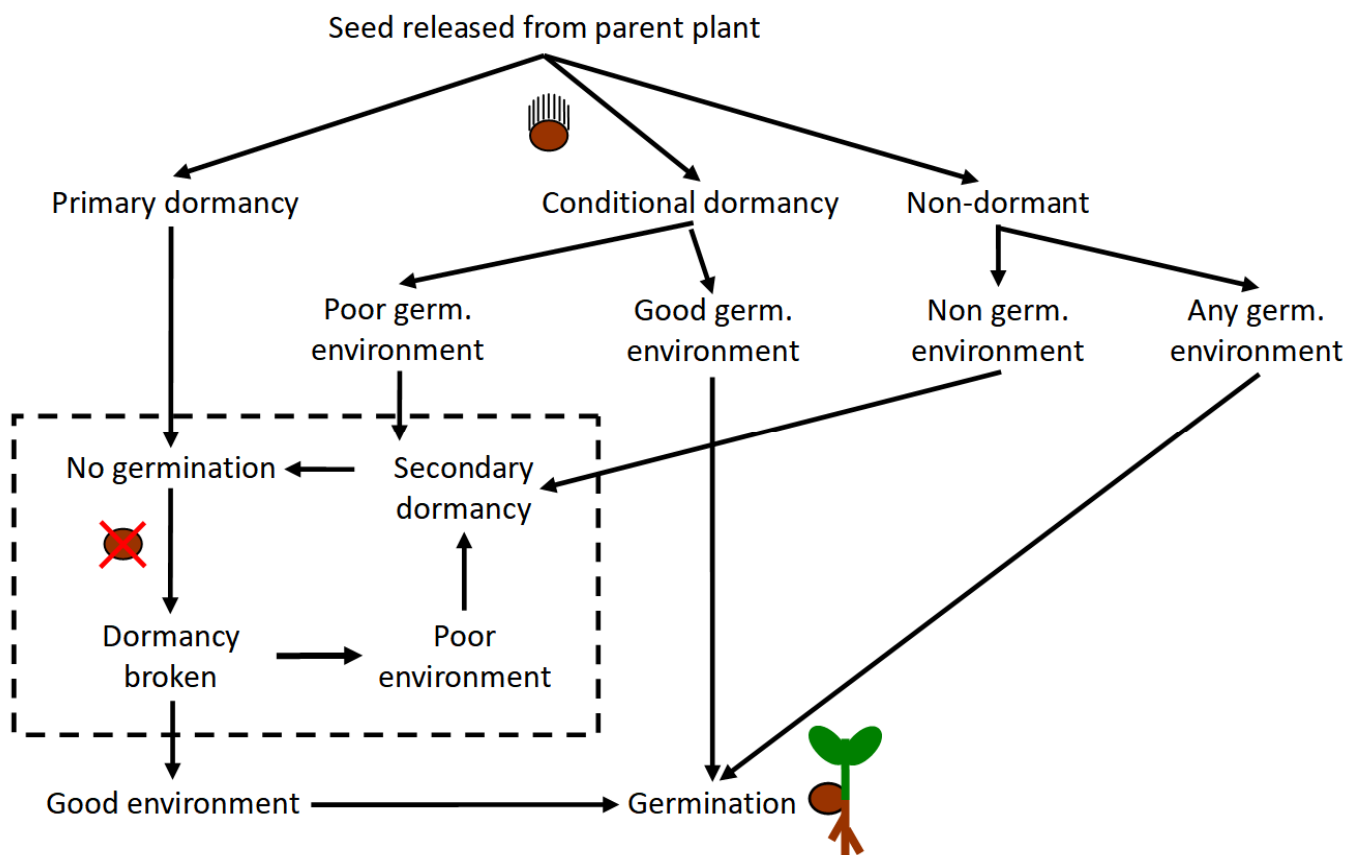 Seed released from parent plant
Primary dormancy
Conditional dormancy
Non-dormant
Poor germ.
environment
Good germ.
environment
Non germ.
environment
Any germ.
environment
No germination
Secondary
dormancy
Dormancy
broken
Poor
environment
Good environment
Germination